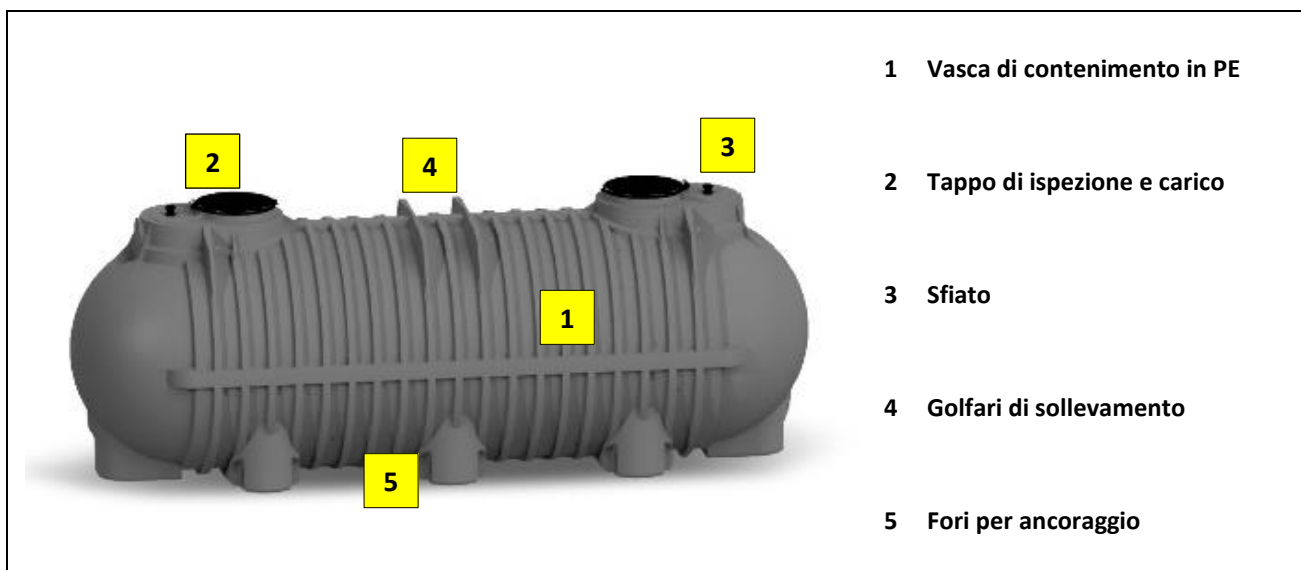 1 Vasca di contenimento in PE
2 Tappo di ispezione e carico
3 Sfiato
4 Golfari di sollevamento
5 Fori per ancoraggio
2
4
3
1
5